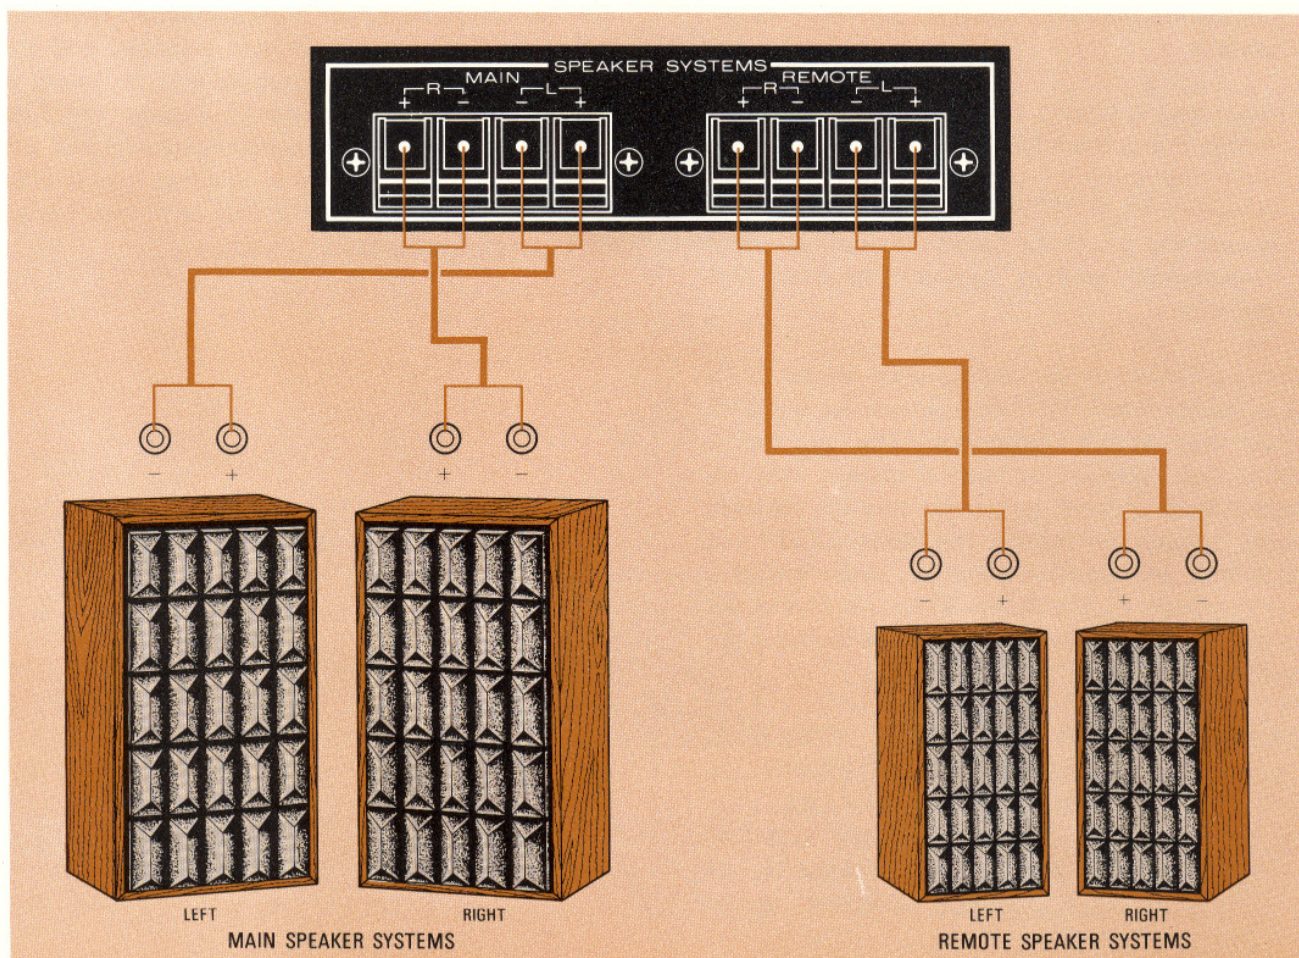 SPEAKER SYSTEMS
MAIN REMOTE
R L R L
+ - - + + - - +
- + + -
- + + -
LEFT RIGHT
MAIN SPEAKER SYSTEMS
LEFT RIGHT
REMOTE SPEAKER SYSTEMS